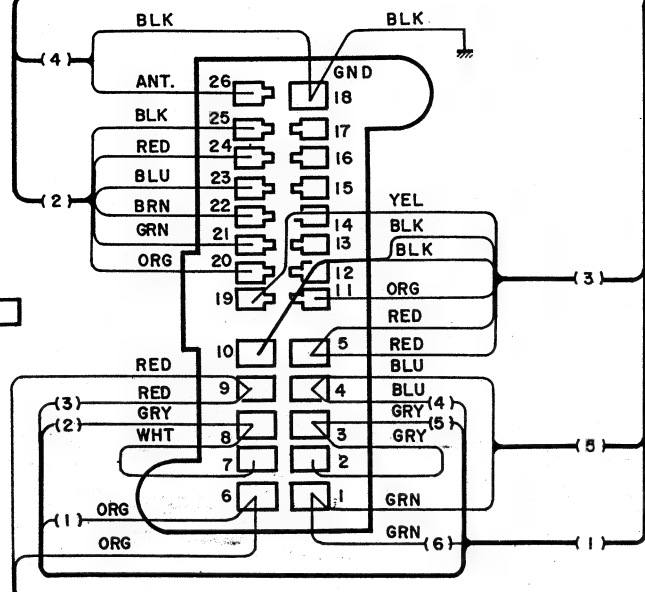 BLK BLK
(4)
GND
ANT. 26 18
BLK 25 17
RED 24 16
BLU 23 15
(2) BRN 22 14 YEL
GRN 21 13 BLK
ORG 20 12 BLK
(3)
19 11 ORG
RED
10 5 RED
RED BLU
9 4
(3) RED BLU (4)
(2) GRY GRY (5)
WHT 8 3 GRY
(5)
7 2
6 1 GRN
(1) ORG
ORG GRN (6) (1)